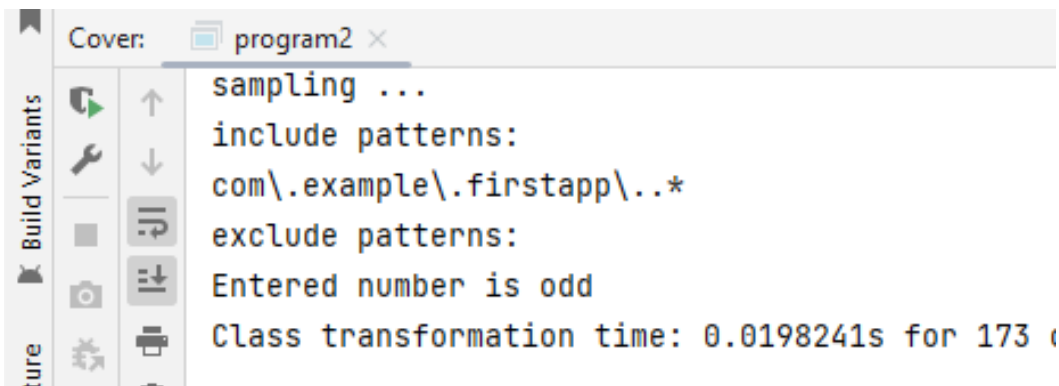 Cover: program2
sampling ...
include patterns:
com\.example\.firstapp\..*
exclude patterns:
Entered number is odd
Class transformation time: 0.0198241s for 173
Build Variants